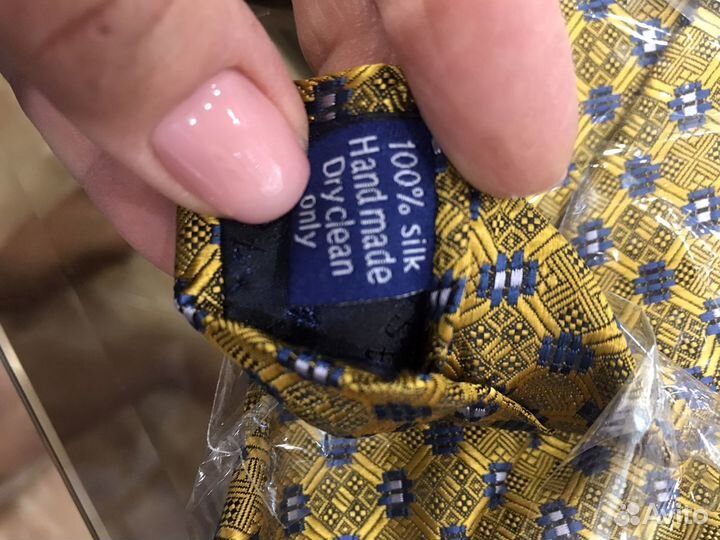 100% Silk
Hand made
Dry clean
only
Avito